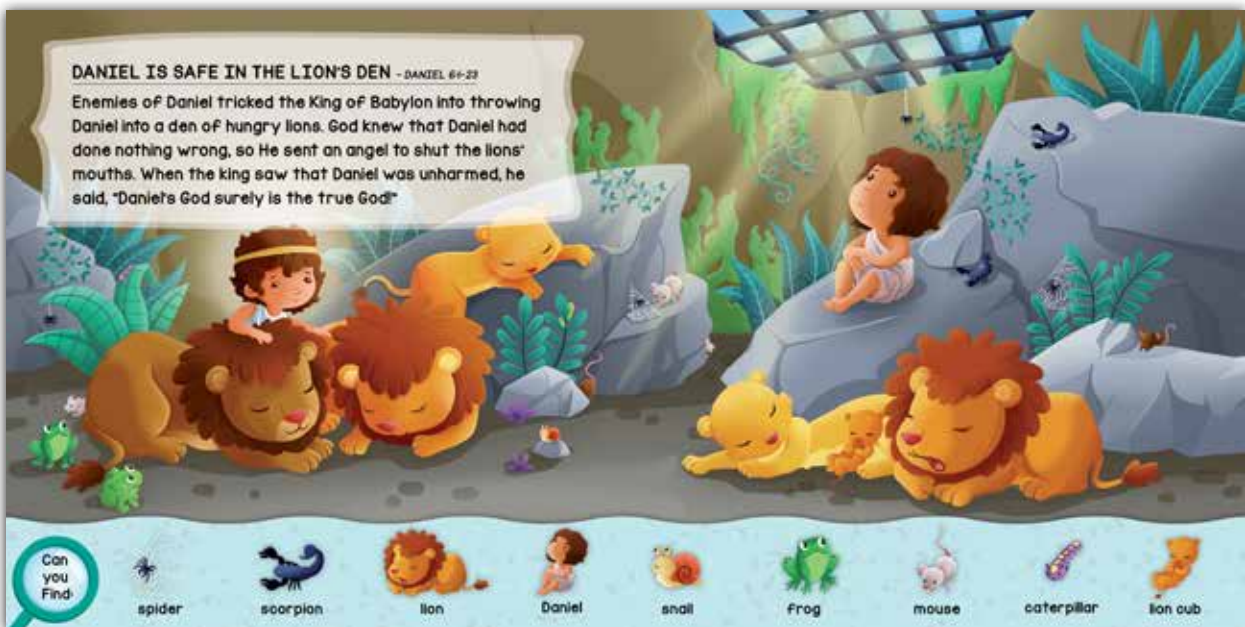 DANIEL IS SAFE IN THE LION'S DEN - DANIEL 6:1-23
Enemies of Daniel tricked the King of Babylon into throwing
Daniel into a den of hungry lions. God knew that Daniel had
done nothing wrong, so He sent an angel to shut the lions'
mouths. When the king saw that Daniel was unharmed, he
said, "Daniel's God surely is the true God!"
Can
you
Find
spider
scorpion
lion
Daniel
snail
frog
mouse
caterpillar
lion cub